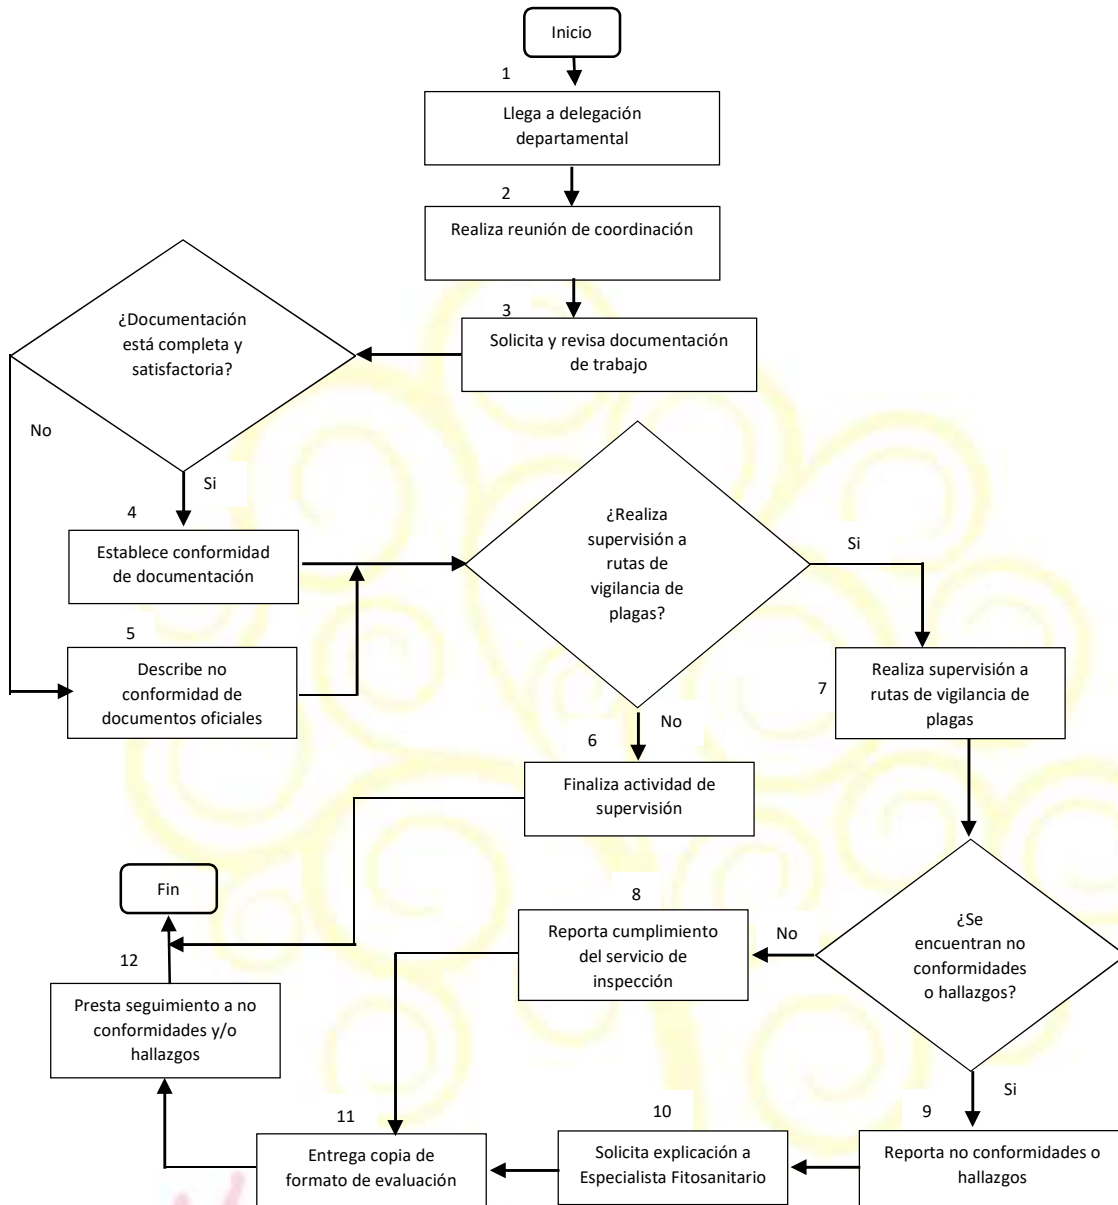 Inicio
1
Llega a delegación
departamental
2
Realiza reunión de coordinación
3
Solicita y revisa documentación
de trabajo
¿Documentación
está completa y
satisfactoria?
No
Si
4
Establece conformidad
de documentación
5
Describe no
conformidad de
documentos oficiales
¿Realiza
supervisión a
rutas de
vigilancia de
plagas?
Si
No
6
Finaliza actividad de
supervisión
7
Realiza supervisión a
rutas de vigilancia de
plagas
¿Se
encuentran no
conformidades
o hallazgos?
No
Si
8
Reporta cumplimiento
del servicio de
inspección
9
Reporta no conformidades o
hallazgos
10
Solicita explicación a
Especialista Fitosanitario
11
Entrega copia de
formato de evaluación
12
Presta seguimiento a no
conformidades y/o
hallazgos
Fin